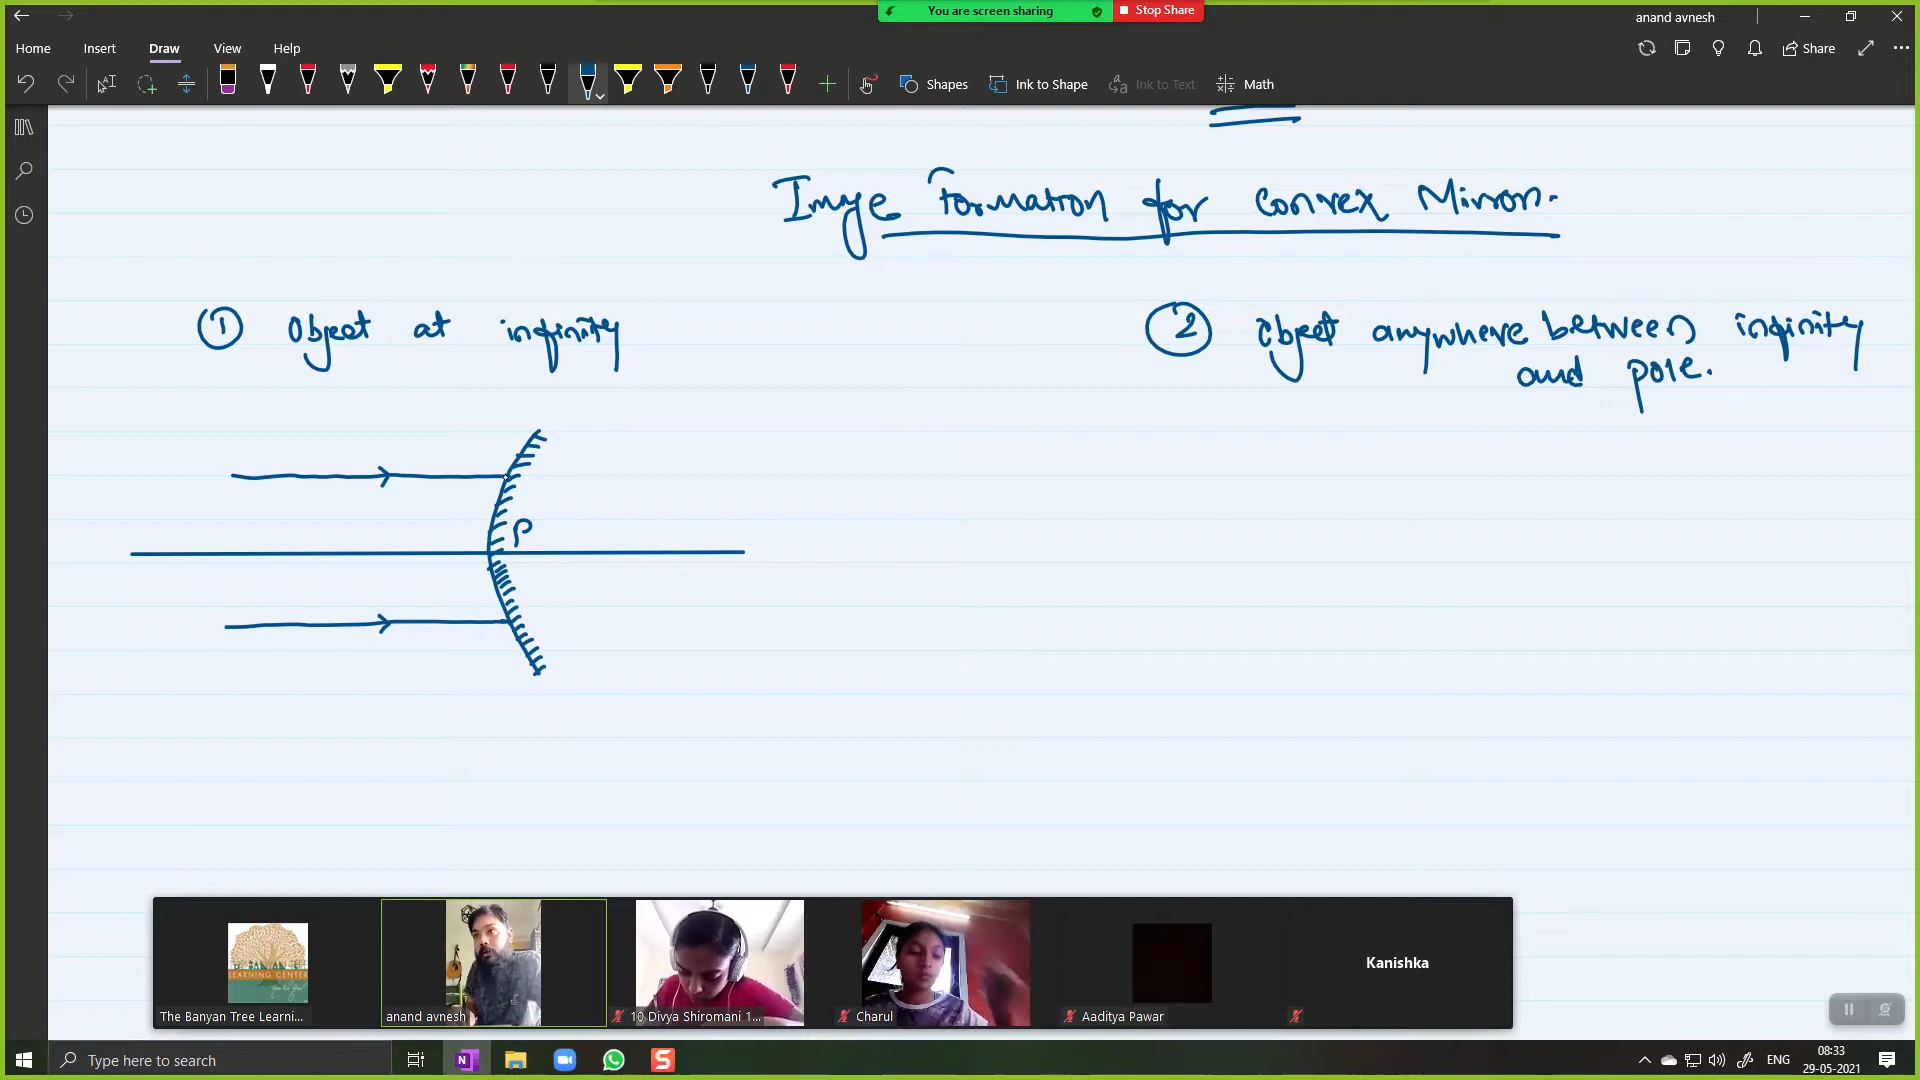 You are screen sharing
Stop Share
anand avnesh
Home Insert Draw View Help
Share
Shapes
Ink to Shape
Ink to Text
Math
Image Formation for Convex Mirror.
1 Object at infinity
2 Object anywhere between infinity
and pole.
P
The Banyan Tree Learni...
anand avnesh
10 Divya Shiromani 1...
Charul
Aaditya Pawar
Kanishka
LEARNING CENTER
Type here to search
ENG
08:33
29-05-2021